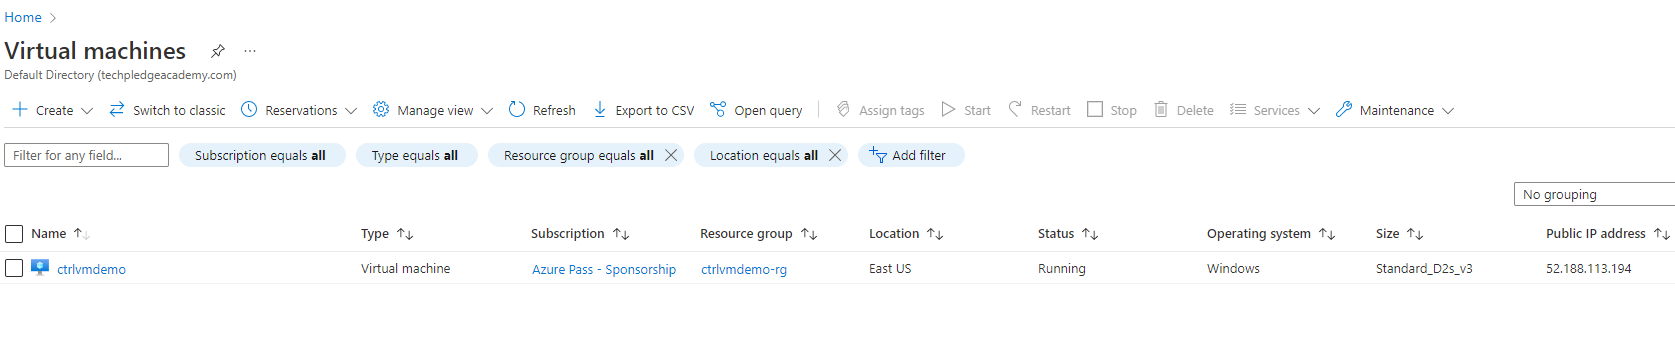 Home
Virtual machines
Default Directory (techpledgeacademy.com)
Create Switch to classic Reservations Manage view Refresh Export to CSV Open query Assign tags Start Restart Stop Delete Services Maintenance
Filter for any field... Subscription equals all Type equals all Resource group equals all Location equals all Add filter
No grouping
Name Type Subscription Resource group Location Status Operating system Size Public IP address
ctrlvmdemo Virtual machine Azure Pass - Sponsorship ctrlvmdemo-rg East US Running Windows Standard_D2s_v3 52.188.113.194